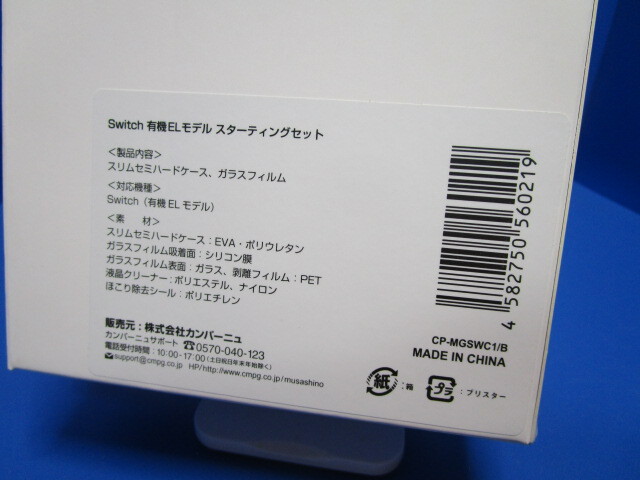 Switch 有機ELモデル スターティングセット
＜製品内容＞
スリムセミハードケース、ガラスフィルム
＜対応機種＞
Switch（有機 EL モデル）
＜素　材＞
スリムセミハードケース：EVA・ポリウレタン
ガラスフィルム吸着面：シリコン膜
ガラスフィルム表面：ガラス、剥離フィルム：PET
液晶クリーナー：ポリエステル、ナイロン
ほこり除去シール：ポリエチレン
販売元：株式会社カンパーニュ
カンパーニュサポート ☎0570-040-123
電話受付時間：10:00-17:00（土日祝日年末年始除く）
✉support@cmpg.co.jp HP/http://www.cmpg.co.jp/musashino
4 582750 560219
CP-MGSWC1/B
MADE IN CHINA
紙：箱
プラ：ブリスター